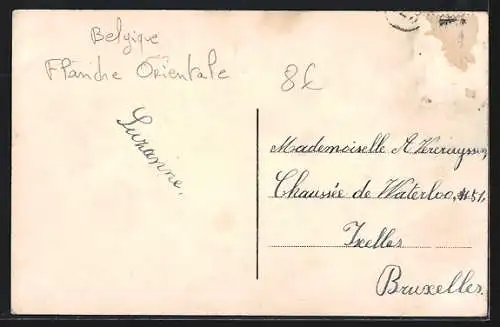 Belgique
Flandre Orientale
8€
Suzanne.
Mademoiselle A
Chaussée de Waterloo, 451,
Ixelles
Bruxelles.